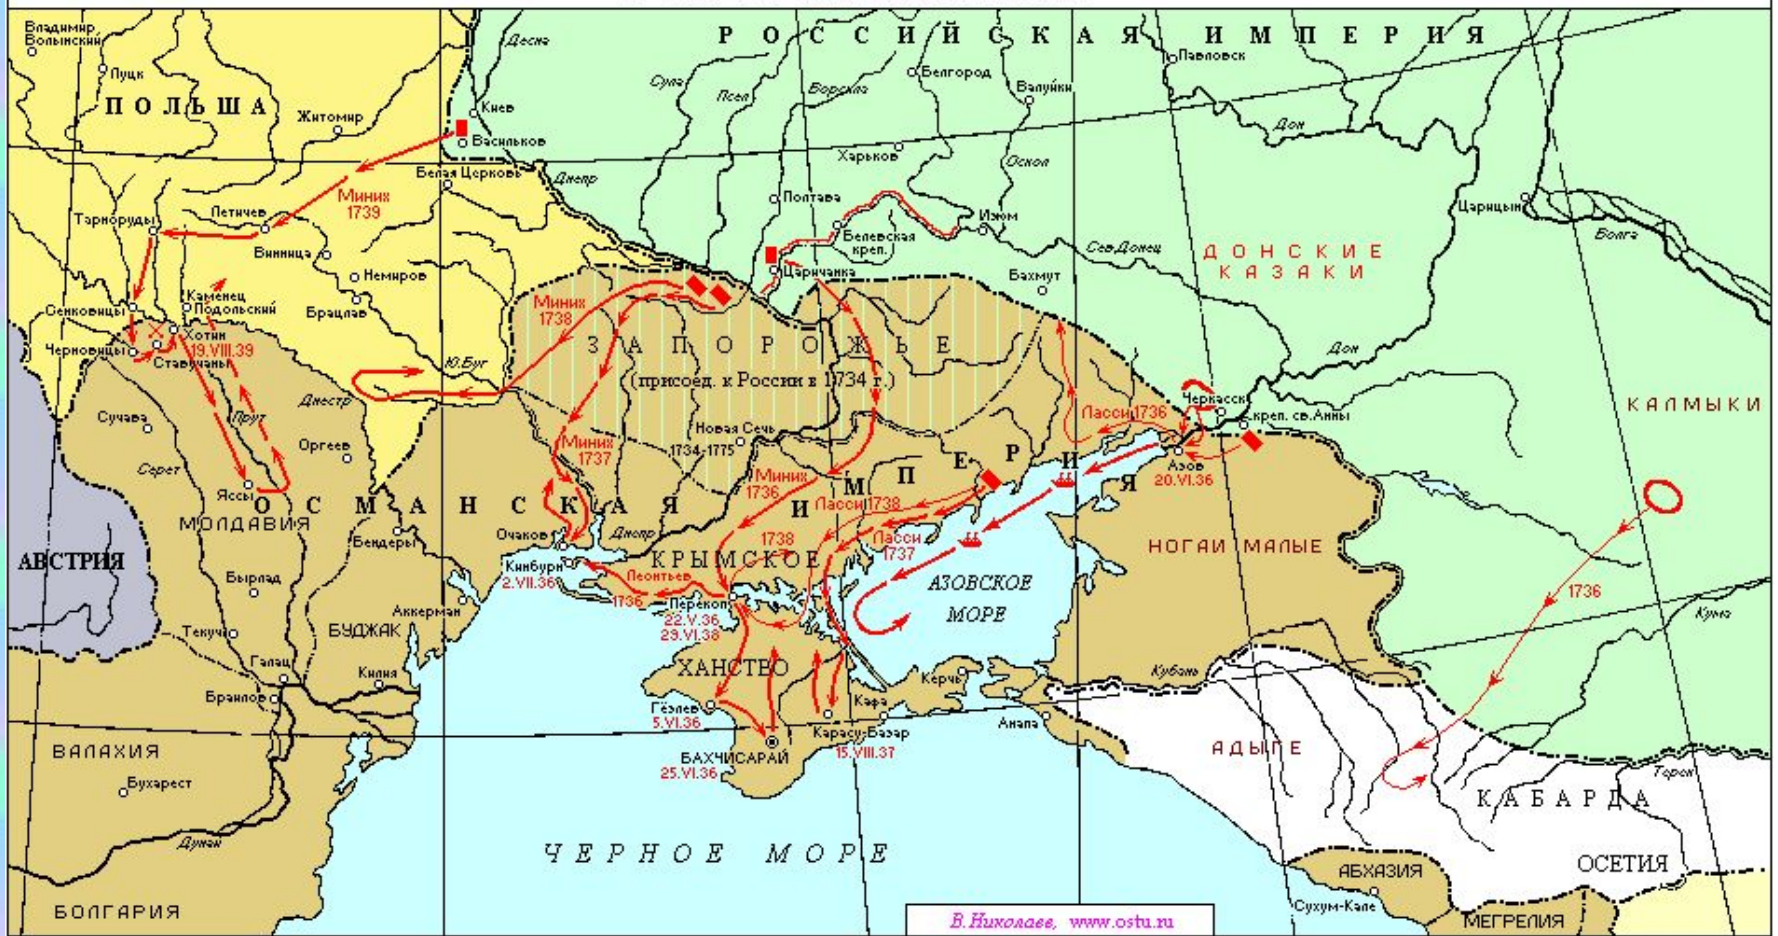 РОССИЙСКАЯ ИМПЕРИЯ
Владимир
Волынский
Луцк
ПОЛЬША
Житомир
Десна
Киев
Васильков
Белая Церковь
Днепр
Сула
Псел
Ворскла
Белгород
Валуйки
Павловск
Дон
Харьков
Оскол
Полтава
Изюм
Белевская
креп.
Царичанка
Сев.Донец
Бахмут
Царицын
Волга
ДОНСКИЕ
КАЗАКИ
КАЛМЫКИ
Миних
1739
Тарноруды
Летичев
Винница
Немиров
Брацлав
Сенковицы
Каменец
Подольский
Хотин
19.VIII.39
Черновицы
Ставучаны
Миних
1738
ЗАПОРОЖЬЕ
(присоед. к России в 1734 г.)
Ю.Буг
Днестр
Прут
Сучава
Серет
Оргеев
Яссы
Миних
1737
Новая Сечь
1734-1775
Дон
Черкасск
креп. св.Анны
Ласси 1736
Азов
20.VI.36
ОСМАНСКАЯ ИМПЕРИЯ
Миних
1736
Ласси 1738
Ласси
1737
1738
МОЛДАВИЯ
АВСТРИЯ
Бендеры
Очаков
Днепр
Кинбурн
2.VII.36
Леонтьев
1736
КРЫМСКОЕ
Перекоп
22.V.36
29.VI.38
ХАНСТВО
АЗОВСКОЕ
МОРЕ
НОГАИ МАЛЫЕ
1736
Кума
Бырлад
Аккерман
Текуч
БУДЖАК
Галац
Килия
Браилов
Гёзлев
5.VI.36
Кафа
Карасу-Базар
15.VIII.37
Керчь
Кубань
Анапа
БАХЧИСАРАЙ
25.VI.36
АДЫГЕ
ВАЛАХИЯ
Бухарест
Дунай
Терек
КАБАРДА
ЧЕРНОЕ МОРЕ
ОСЕТИЯ
АБХАЗИЯ
Сухум-Кале
МЕГРЕЛИЯ
БОЛГАРИЯ
В.Николаев, www.ostu.ru